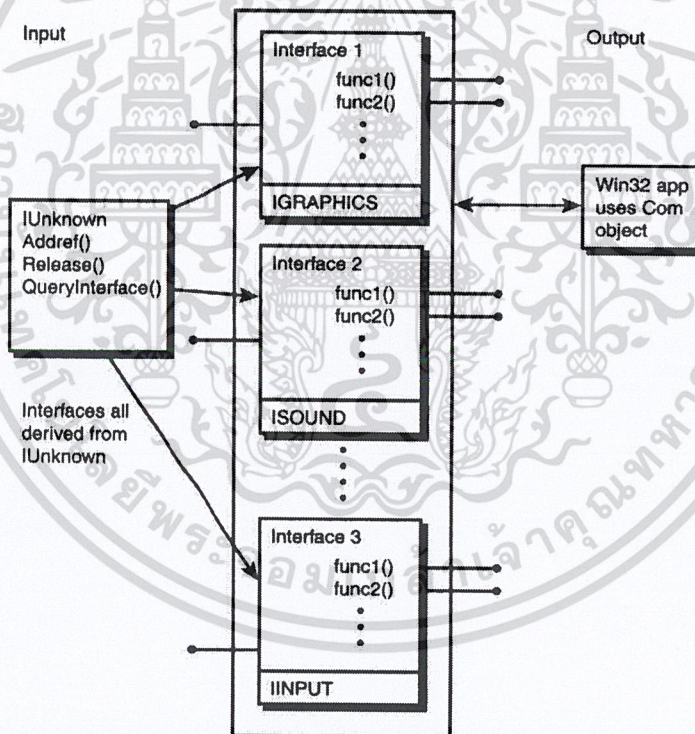 Input
Output
Interface 1
func1()
func2()
IGRAPHICS
IUnknown
Addref()
Release()
QueryInterface()
Win32 app
uses Com
object
Interface 2
func1()
func2()
ISOUND
Interfaces all
derived from
IUnknown
Interface 3
func1()
func2()
IINPUT